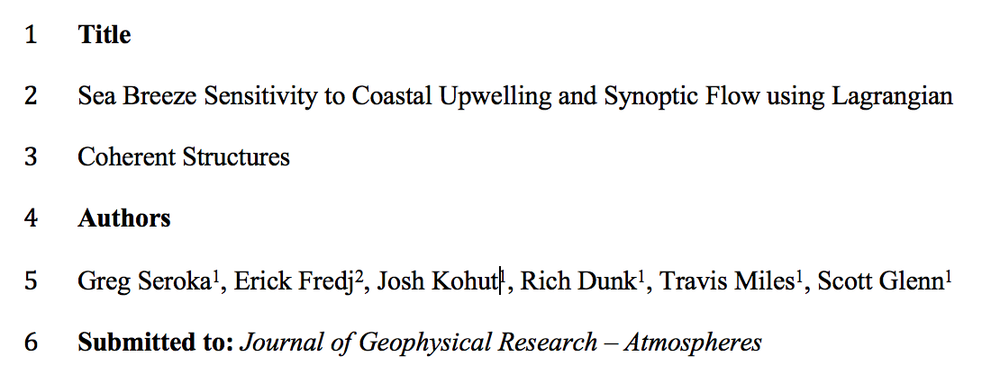 1 Title
2 Sea Breeze Sensitivity to Coastal Upwelling and Synoptic Flow using Lagrangian
3 Coherent Structures
4 Authors
5 Greg Seroka¹, Erick Fredj², Josh Kohut¹, Rich Dunk¹, Travis Miles¹, Scott Glenn¹
6 Submitted to: Journal of Geophysical Research – Atmospheres